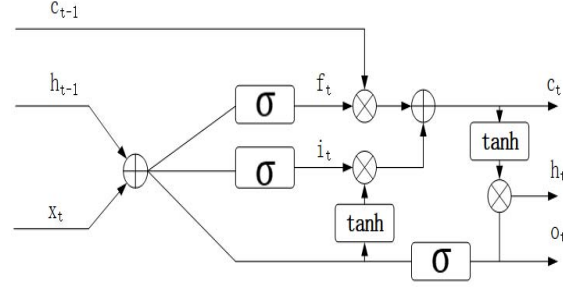 c_{t-1}
h_{t-1}
f_t
c_t
σ
tanh
i_t
σ
h_t
x_t
tanh
o_t
σ